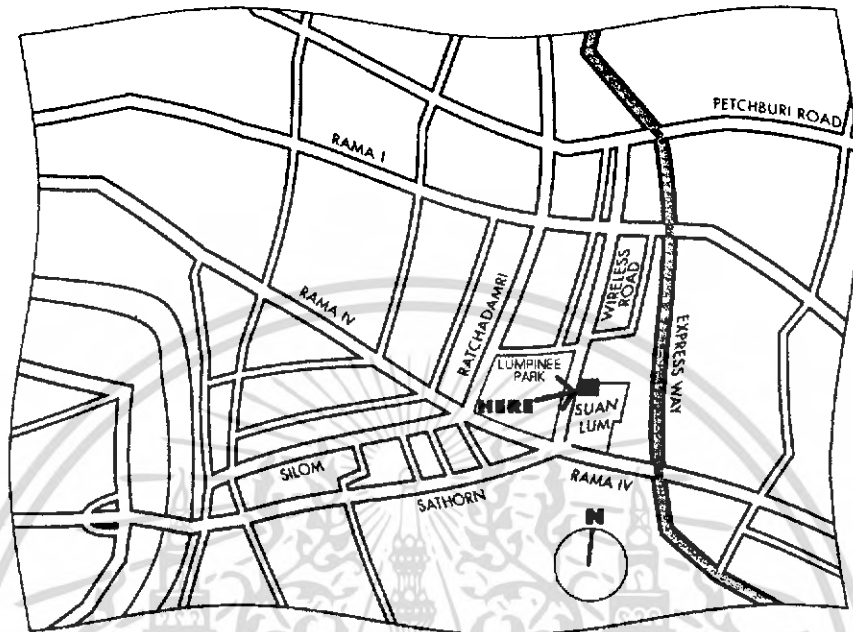 PETCHBURI ROAD
RAMA I
WIRELESS
ROAD
RATCHADAMRI
RAMA IV
EXPRESS WAY
LUMPINEE
PARK
HERE
SUAN
LUM
SILOM
SATHORN
RAMA IV
N